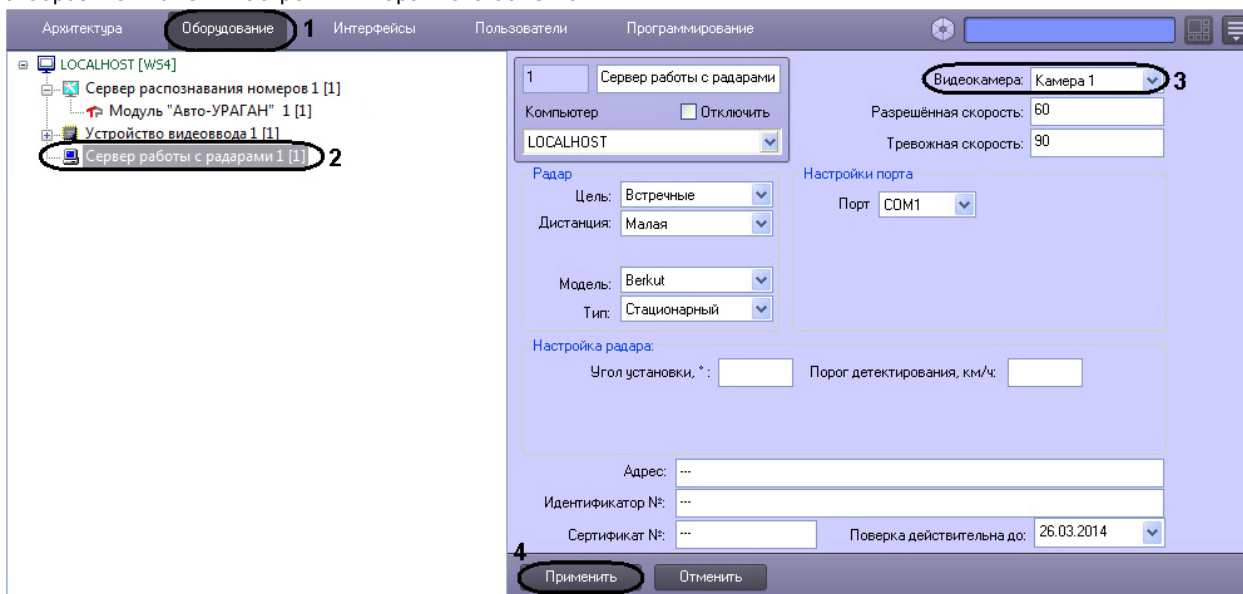 Архитектура Оборудование 1 Интерфейсы Пользователи Программирование
LOCALHOST [WS4]
Сервер распознавания номеров 1 [1]
Модуль "Авто-УРАГАН" 1 [1]
Устройство видеоввода 1 [1]
Сервер работы с радарами 1 [1] 2
1 Сервер работы с радарами
Компьютер Отключить
LOCALHOST
Видеокамера: Камера 1 3
Разрешённая скорость: 60
Тревожная скорость: 90
Радар
Цель: Встречные
Дистанция: Малая
Модель: Berkut
Тип: Стационарный
Настройки порта
Порт COM1
Настройка радара:
Угол установки, ° : Порог детектирования, км/ч:
Адрес: ---
Идентификатор №: ---
Сертификат №: --- Поверка действительна до: 26.03.2014
4
Применить Отменить